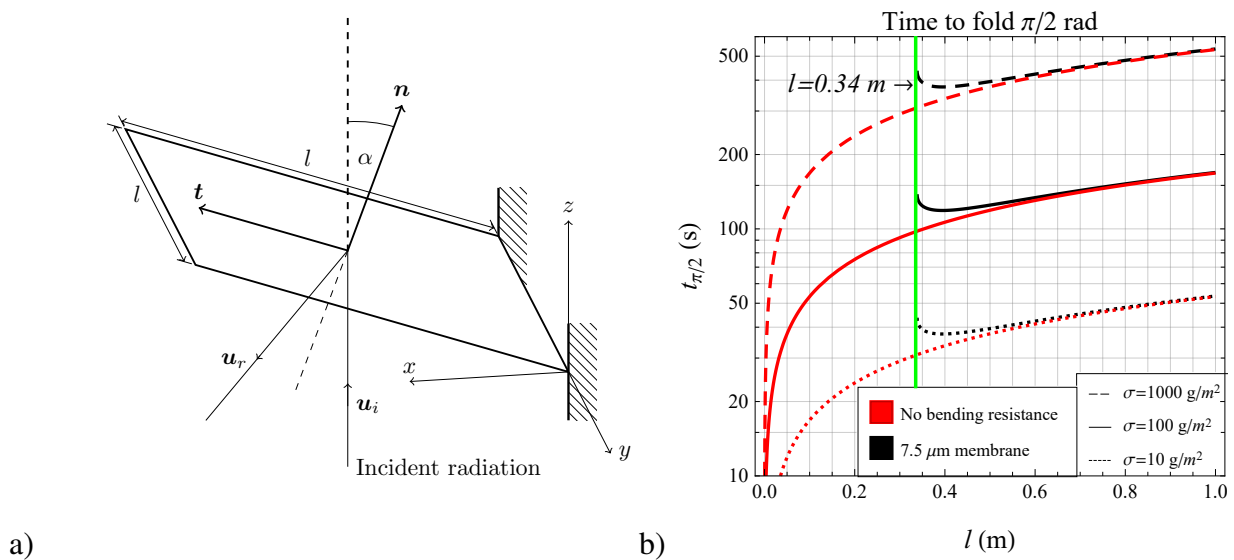 n
α
l
l
t
z
u_r
x
u_i
y
Incident radiation
a)
Time to fold π/2 rad
l=0.34 m →
500
200
100
50
20
10
t_{π/2} (s)
No bending resistance
7.5 μm membrane
σ=1000 g/m²
σ=100 g/m²
σ=10 g/m²
0.0 0.2 0.4 0.6 0.8 1.0
l (m)
b)